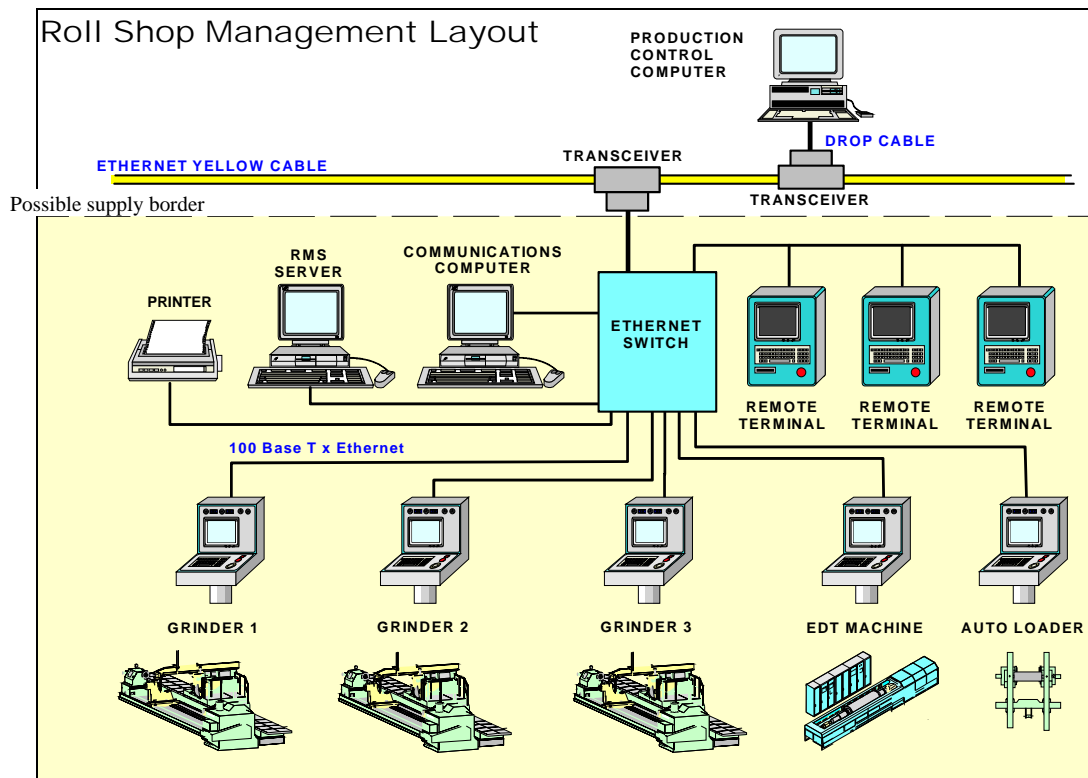 Roll Shop Management Layout
PRODUCTION
CONTROL
COMPUTER
DROP CABLE
TRANSCEIVER
ETHERNET YELLOW CABLE
TRANSCEIVER
Possible supply border
RMS
SERVER
COMMUNICATIONS
COMPUTER
PRINTER
ETHERNET
SWITCH
REMOTE
TERMINAL
REMOTE
TERMINAL
REMOTE
TERMINAL
100 Base T x Ethernet
GRINDER 1
GRINDER 2
GRINDER 3
EDT MACHINE
AUTO LOADER